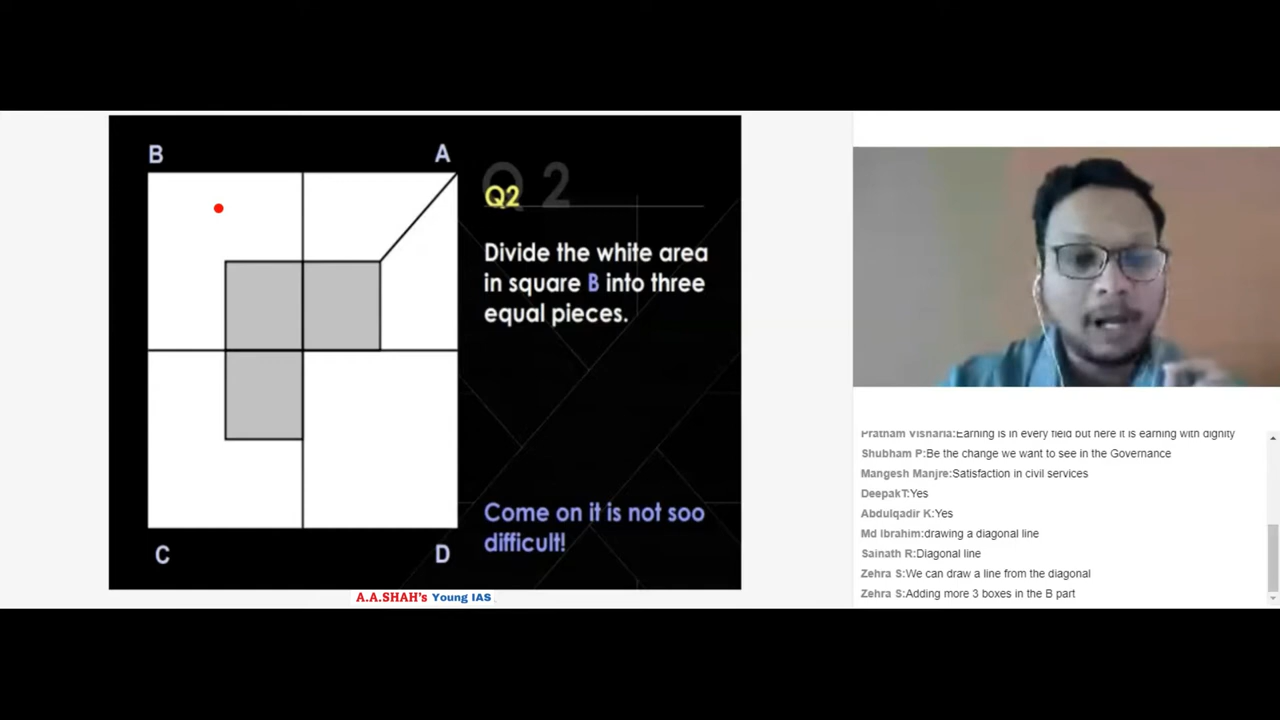 B
A
Q 2
Q2
Divide the white area
in square B into three
equal pieces.
Come on it is not soo
difficult!
C
D
A.A.SHAH's Young IAS
Pratham Visharia:Earning is in every field but here it is earning with dignity
Shubham P:Be the change we want to see in the Governance
Mangesh Manjre:Satisfaction in civil services
DeepakT:Yes
Abdulqadir K:Yes
Md Ibrahim:drawing a diagonal line
Sainath R:Diagonal line
Zehra S:We can draw a line from the diagonal
Zehra S:Adding more 3 boxes in the B part